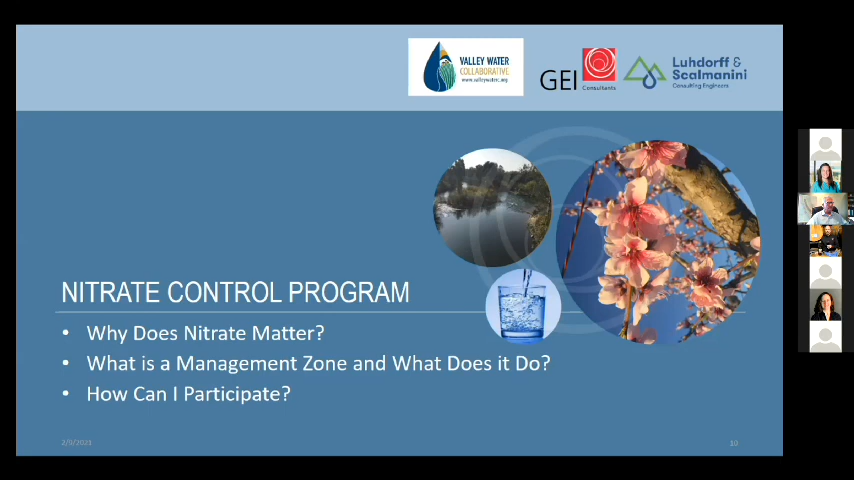 VALLEY WATER
COLLABORATIVE
www.valleywaterc.org
GEI
Consultants
Luhdorff &
Scalmanini
Consulting Engineers
NITRATE CONTROL PROGRAM
• Why Does Nitrate Matter?
• What is a Management Zone and What Does it Do?
• How Can I Participate?
2/9/2021
10